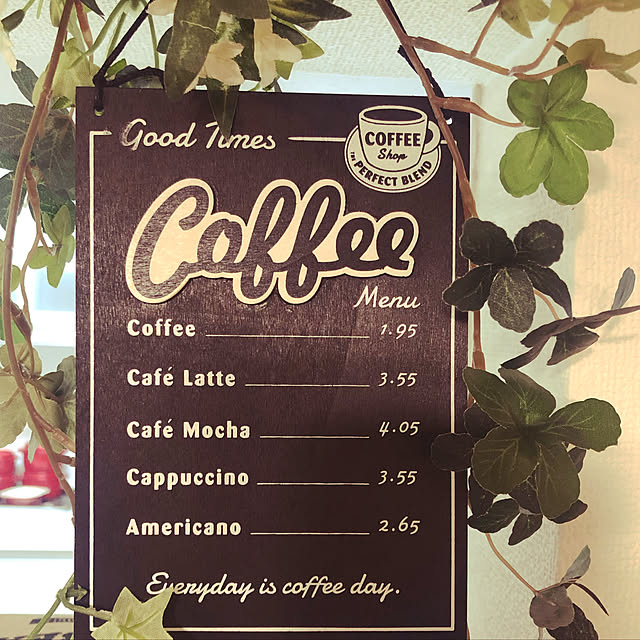 Good Times
COFFEE
Shop
THE PERFECT BLEND
Coffee
Menu
Coffee 1.95
Café Latte 3.55
Café Mocha 4.05
Cappuccino 3.55
Americano 2.65
Everyday is coffee day.